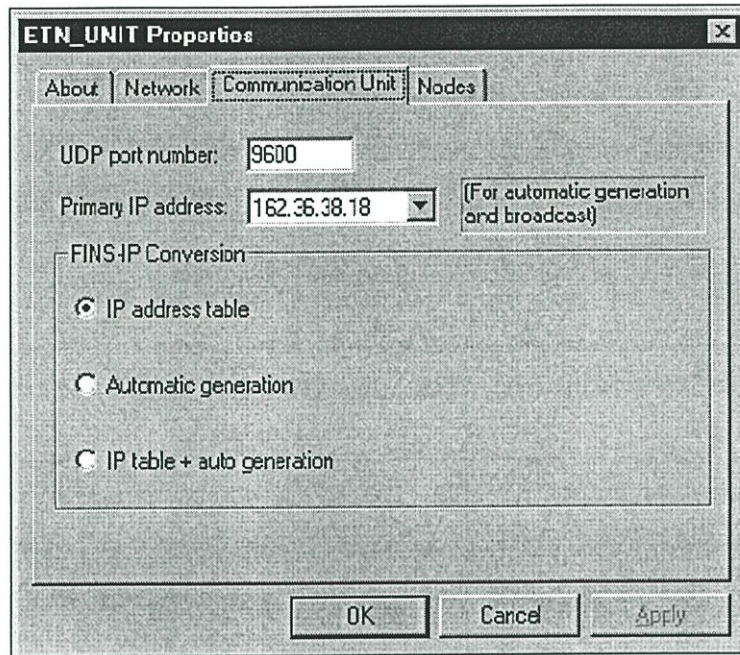 ETN_UNIT Properties
About Network Communication Unit Nodes
UDP port number: 9600
Primary IP address: 162.36.38.18 (For automatic generation
and broadcast)
FINS-IP Conversion
IP address table
Automatic generation
IP table + auto generation
OK Cancel Apply